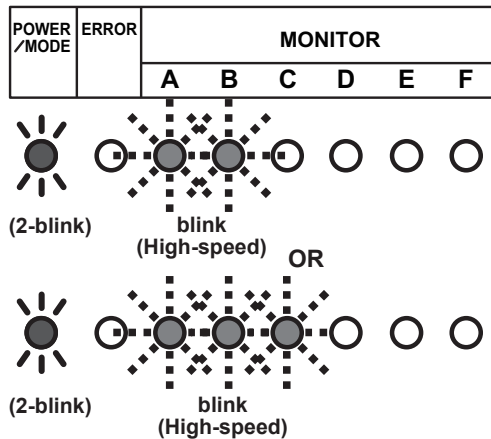 POWER
/MODE
ERROR
MONITOR
A B C D E F
(2-blink)
blink
(High-speed)
OR
(2-blink)
blink
(High-speed)